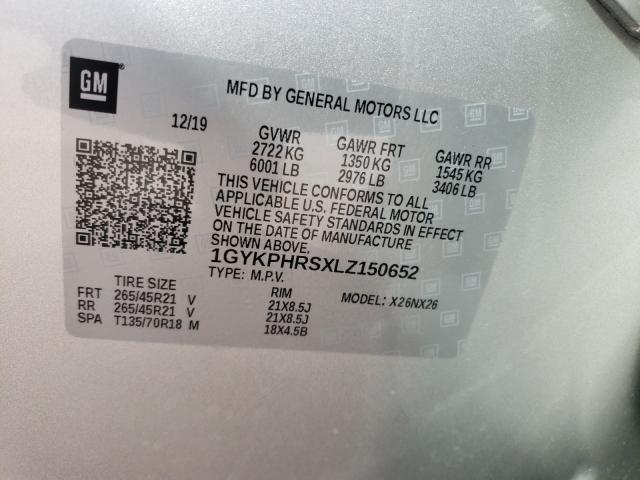 GM
MFD BY GENERAL MOTORS LLC
12/19
GVWR GAWR FRT GAWR RR
2722 KG 1350 KG 1545 KG
6001 LB 2976 LB 3406 LB
THIS VEHICLE CONFORMS TO ALL
APPLICABLE U.S. FEDERAL MOTOR
VEHICLE SAFETY STANDARDS IN EFFECT
ON THE DATE OF MANUFACTURE
SHOWN ABOVE.
1GYKPHRSXLZ150652
TYPE: M.P.V.
TIRE SIZE RIM MODEL: X26NX26
FRT 265/45R21 V 21X8.5J
RR 265/45R21 V 21X8.5J
SPA T135/70R18 M 18X4.5B